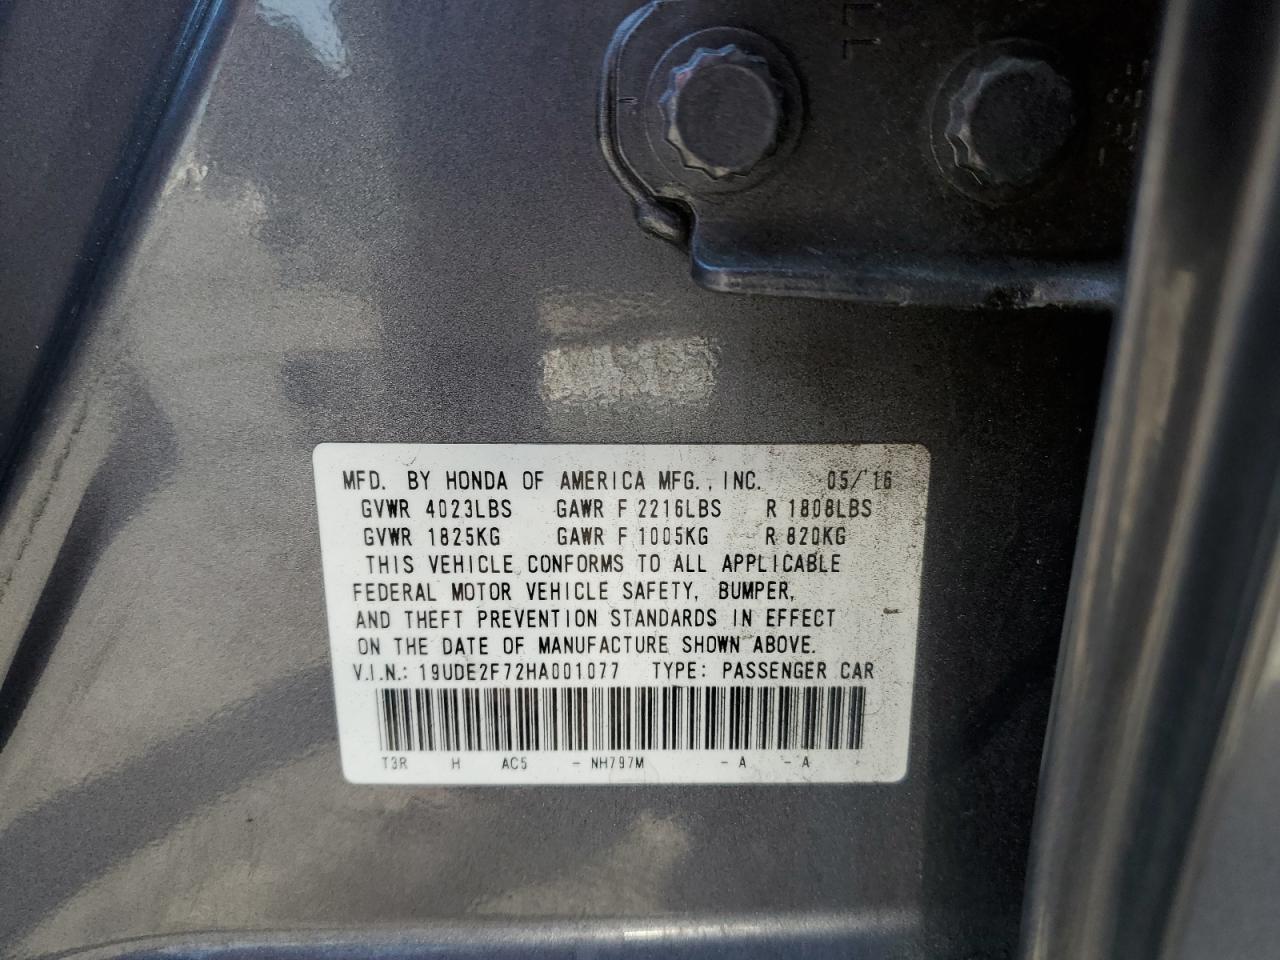 MFD. BY HONDA OF AMERICA MFG., INC. 05/'16
GVWR 4023LBS GAWR F 2216LBS R 1808LBS
GVWR 1825KG GAWR F 1005KG R 820KG
THIS VEHICLE CONFORMS TO ALL APPLICABLE
FEDERAL MOTOR VEHICLE SAFETY, BUMPER,
AND THEFT PREVENTION STANDARDS IN EFFECT
ON THE DATE OF MANUFACTURE SHOWN ABOVE.
V.I.N.: 19UDE2F72HA001077 TYPE: PASSENGER CAR
T3R H AC5 - NH797M - A - A